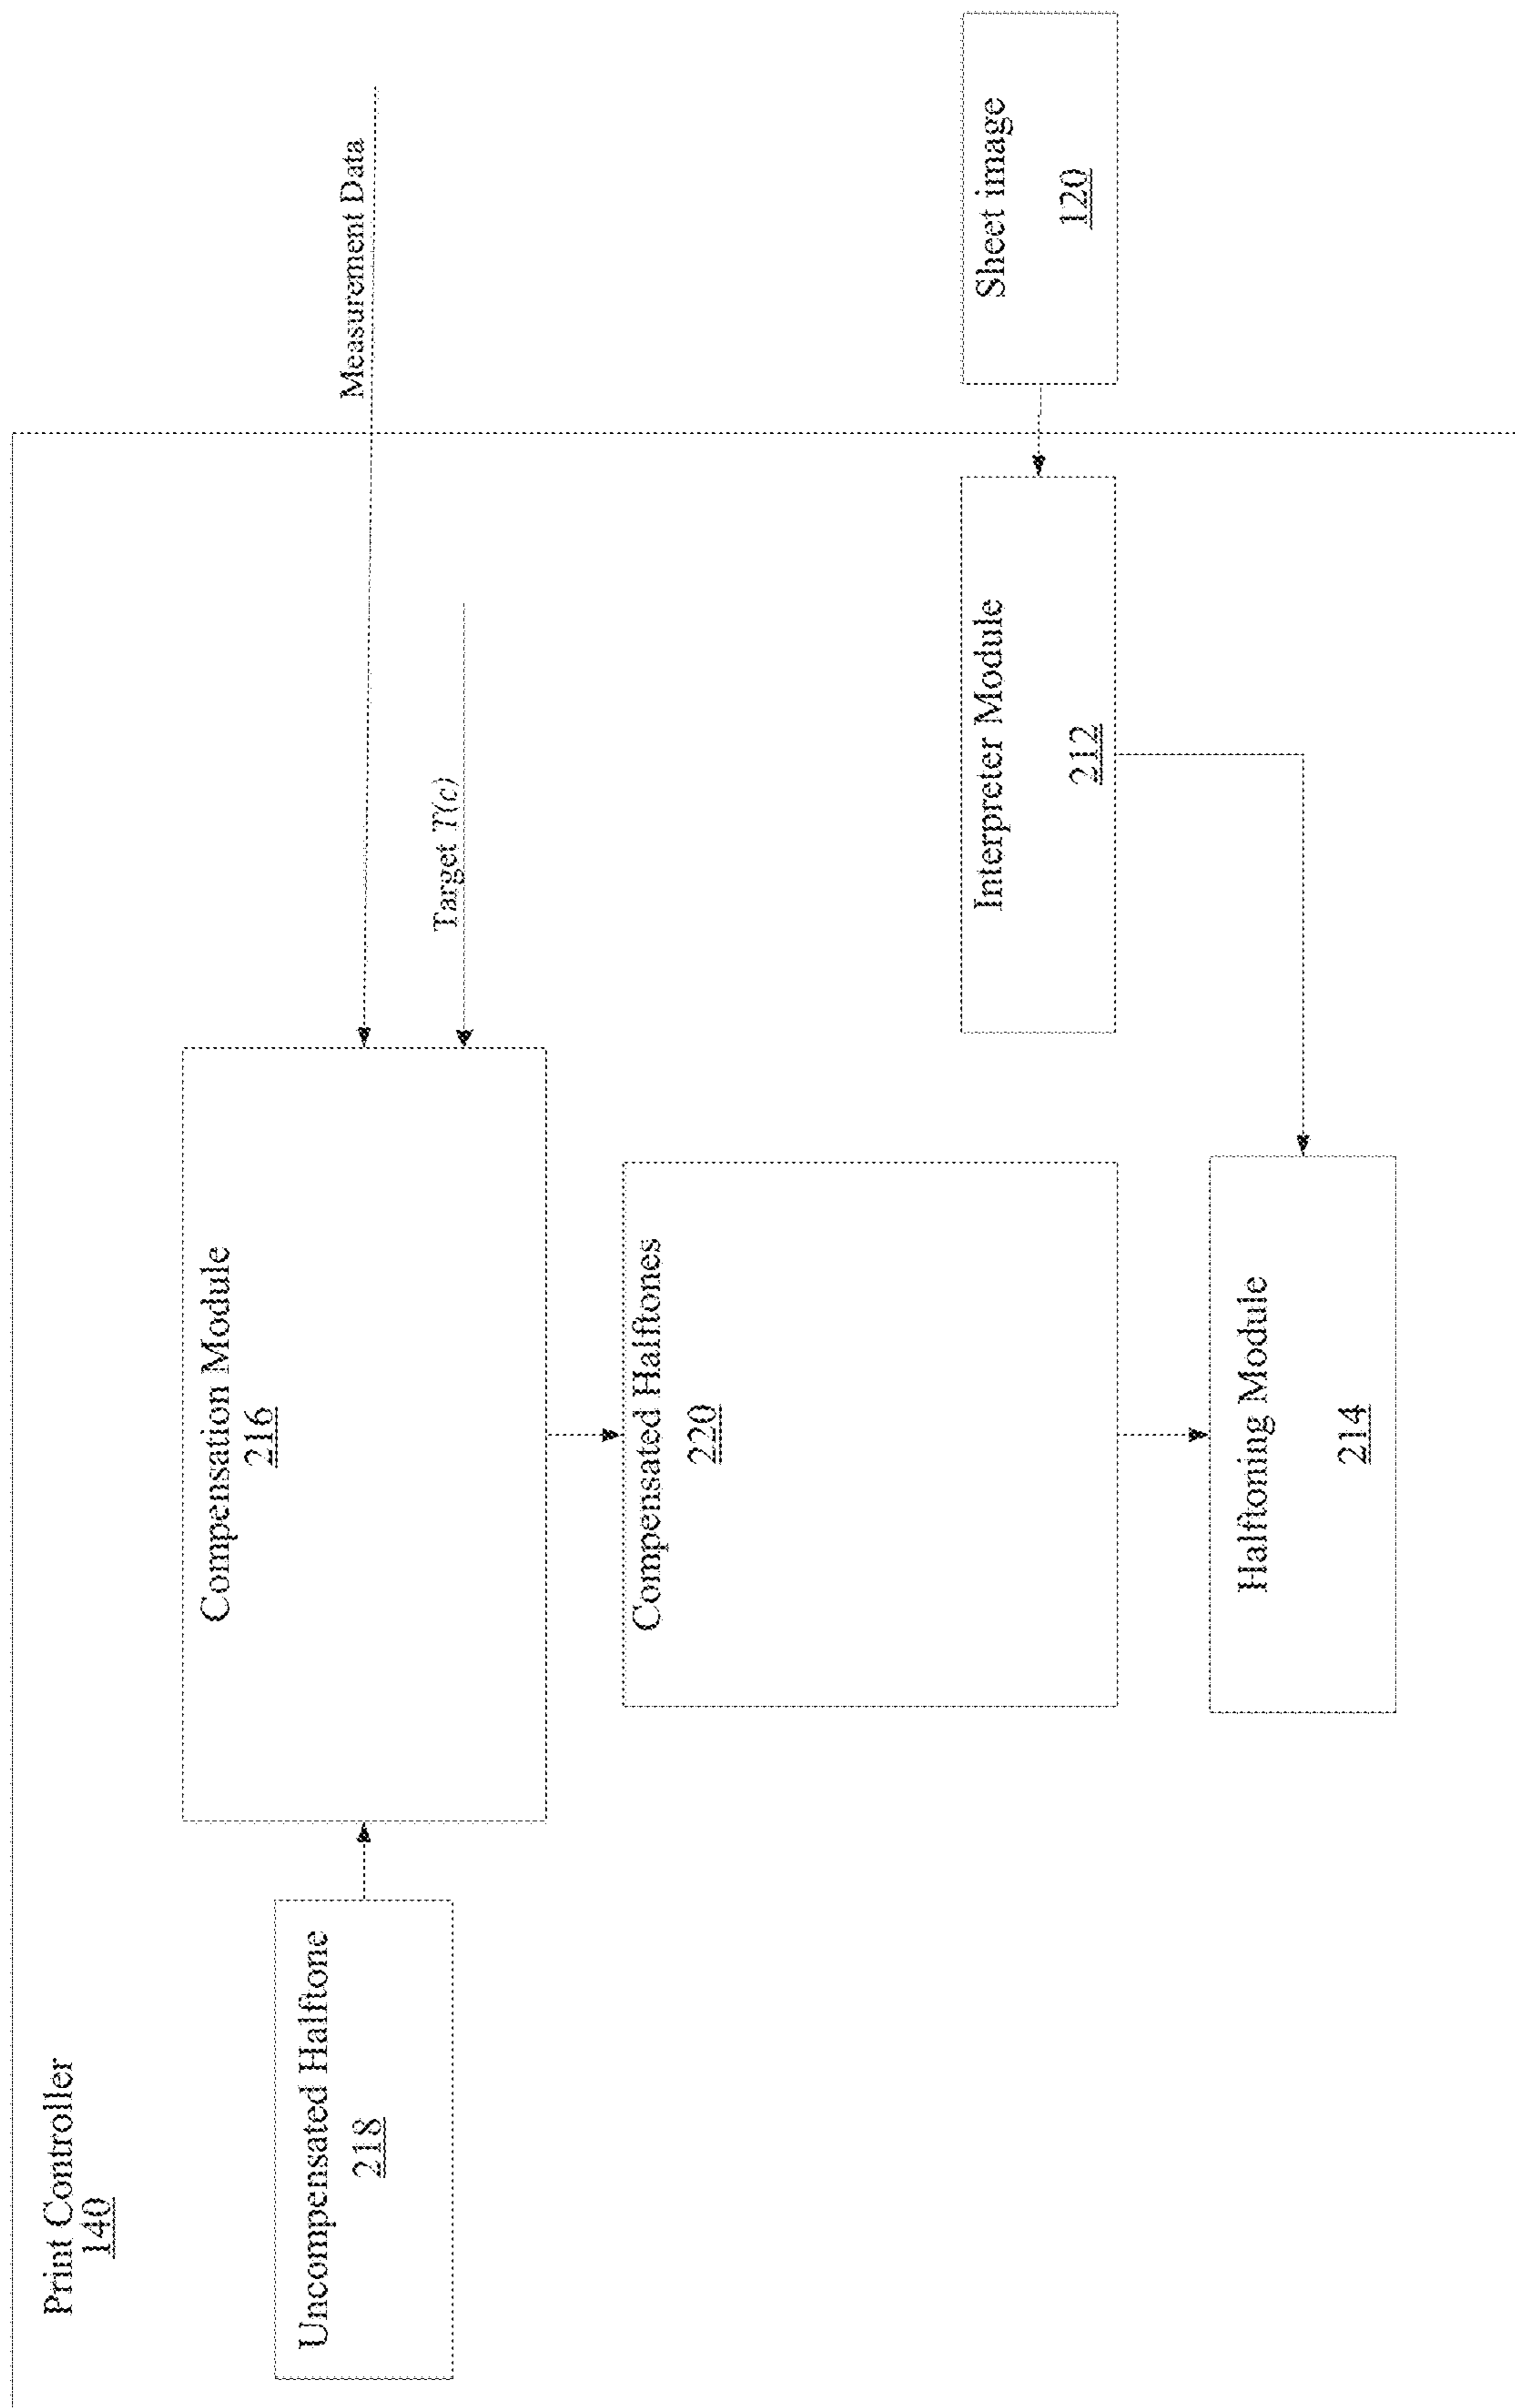 Print Controller
140
Uncompensated Halftone
218
Compensation Module
216
Measurement Data
Target T(c)
Compensated Halftones
220
Interpreter Module
212
Sheet image
120
Halftoning Module
214